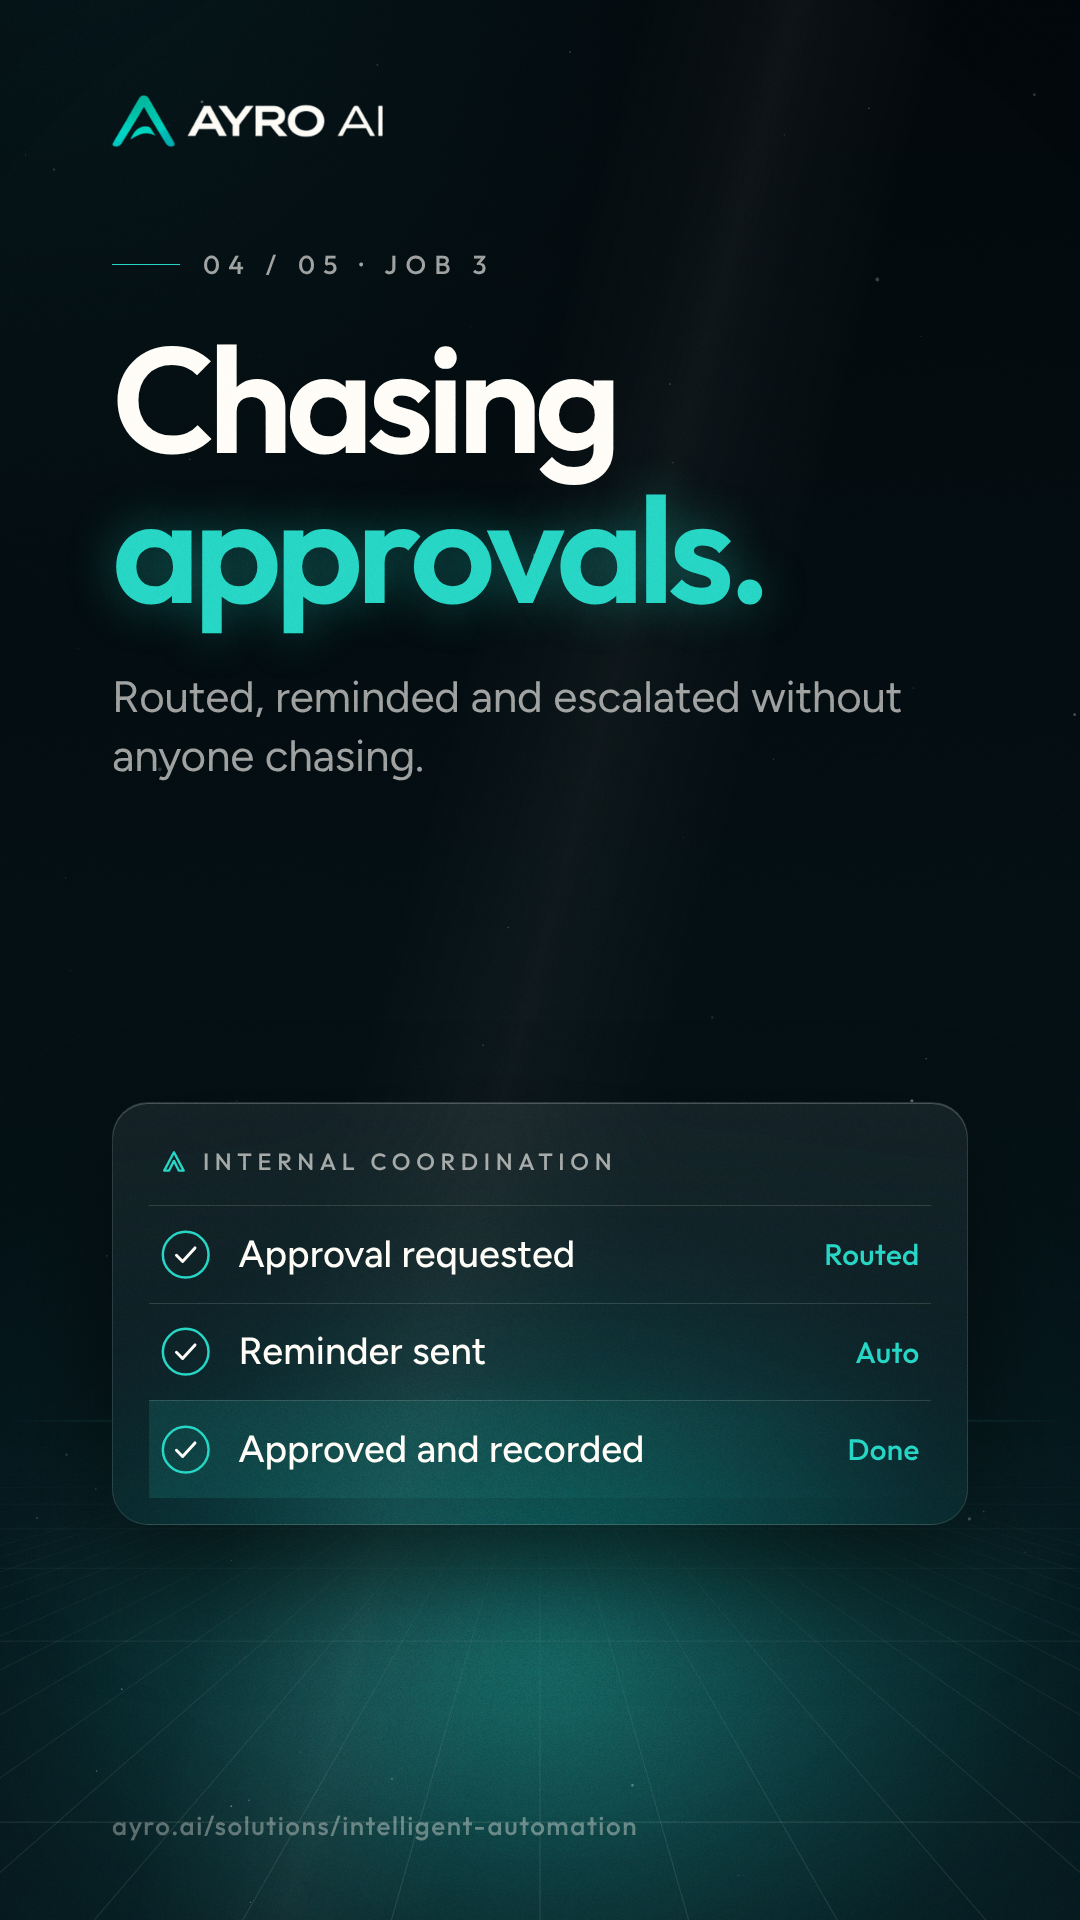 AYRO AI
04 / 05 · JOB 3
Chasing
approvals.
Routed, reminded and escalated without
anyone chasing.
INTERNAL COORDINATION
Approval requested Routed
Reminder sent Auto
Approved and recorded Done
ayro.ai/solutions/intelligent-automation